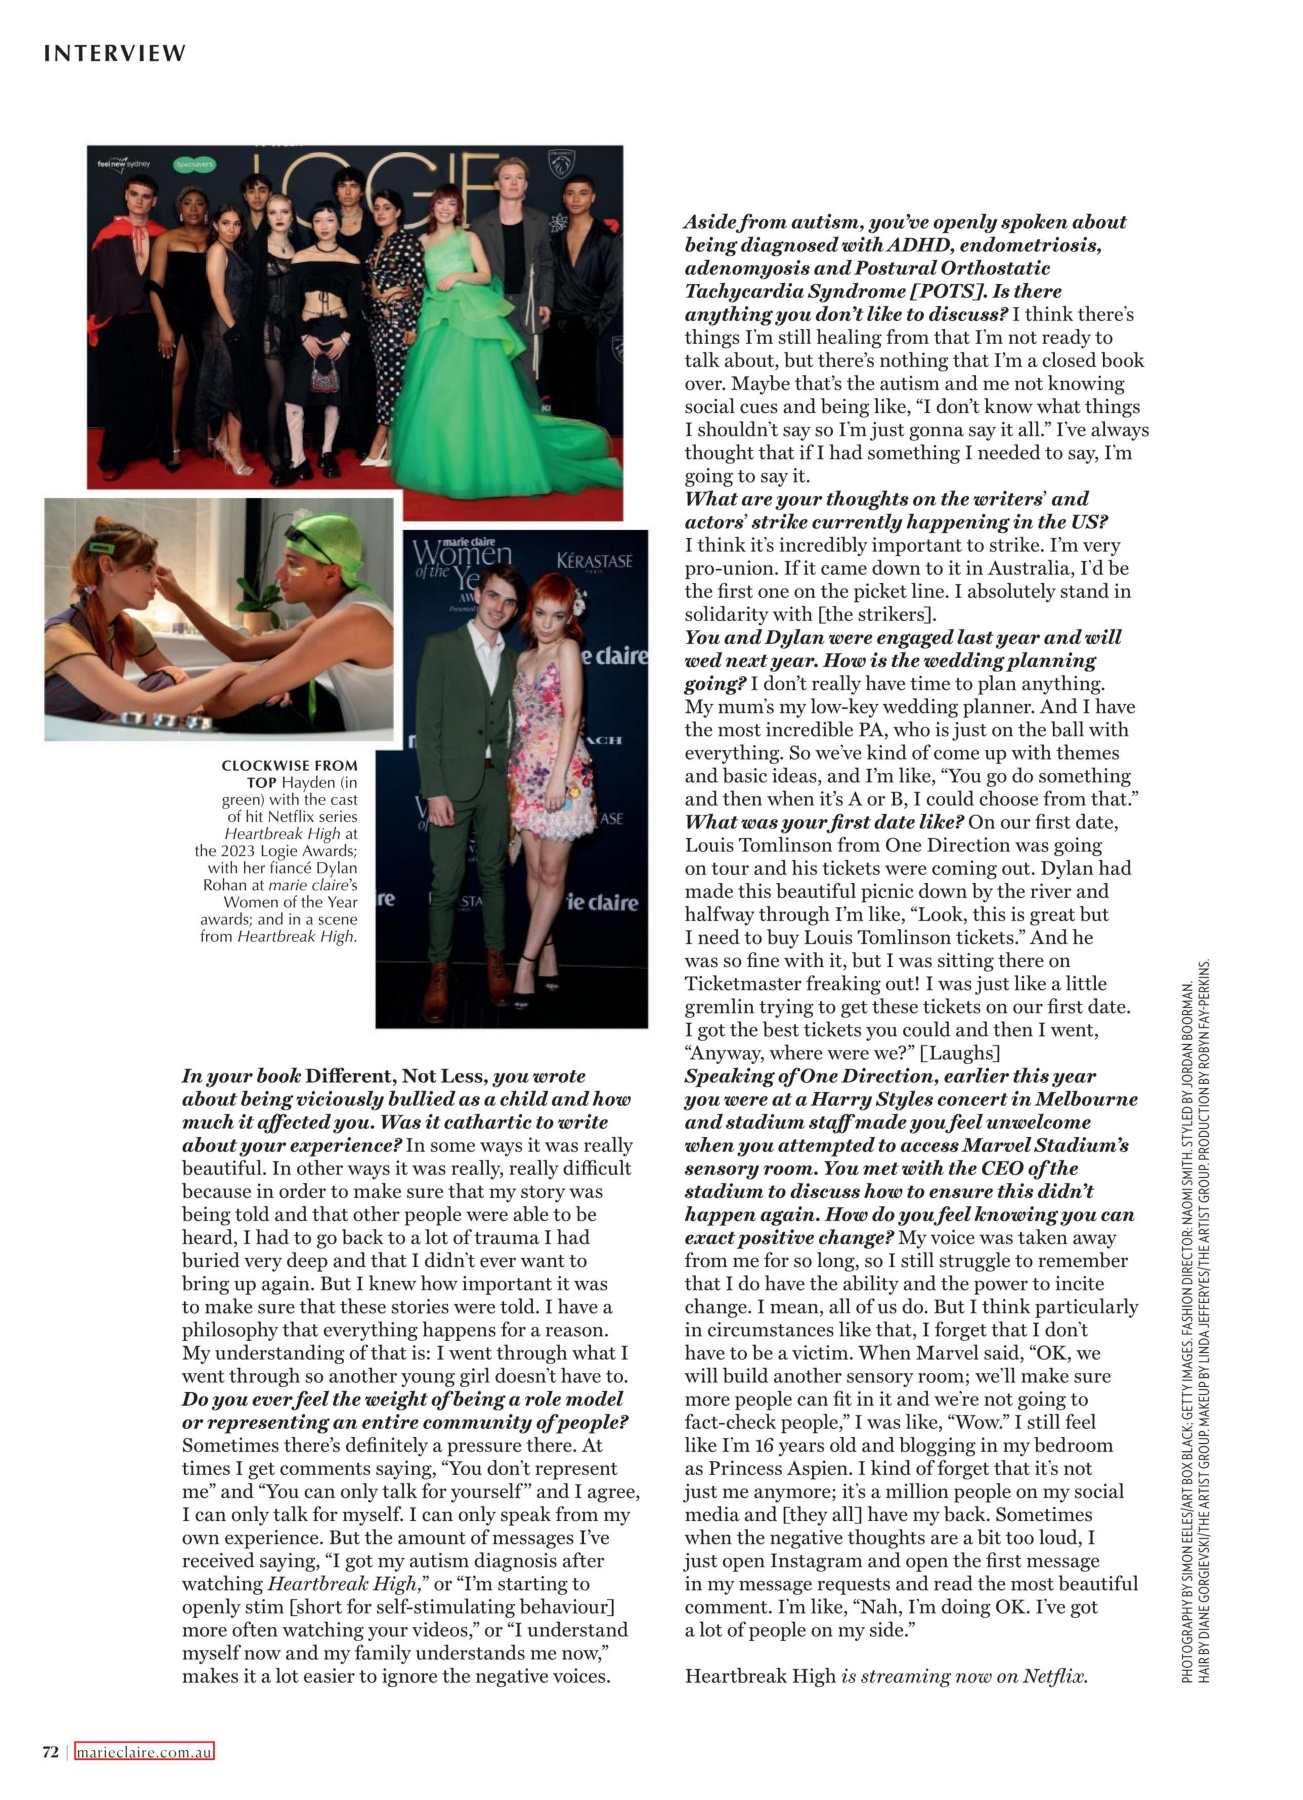 INTERVIEW
feel new sydney
Specsavers
LOGIE
marie claire
Women
of the Ye
AW
Presented
KÉRASTASE
PARIS
e claire
ACH
ASE
ie claire
CLOCKWISE FROM
TOP Hayden (in
green) with the cast
of hit Netflix series
Heartbreak High at
the 2023 Logie Awards;
with her fiancé Dylan
Rohan at marie claire’s
Women of the Year
awards; and in a scene
from Heartbreak High.
In your book Different, Not Less, you wrote
about being viciously bullied as a child and how
much it affected you. Was it cathartic to write
about your experience? In some ways it was really
beautiful. In other ways it was really, really difficult
because in order to make sure that my story was
being told and that other people were able to be
heard, I had to go back to a lot of trauma I had
buried very deep and that I didn’t ever want to
bring up again. But I knew how important it was
to make sure that these stories were told. I have a
philosophy that everything happens for a reason.
My understanding of that is: I went through what I
went through so another young girl doesn’t have to.
Do you ever feel the weight of being a role model
or representing an entire community of people?
Sometimes there’s definitely a pressure there. At
times I get comments saying, “You don’t represent
me” and “You can only talk for yourself” and I agree,
I can only talk for myself. I can only speak from my
own experience. But the amount of messages I’ve
received saying, “I got my autism diagnosis after
watching Heartbreak High,” or “I’m starting to
openly stim [short for self-stimulating behaviour]
more often watching your videos,” or “I understand
myself now and my family understands me now,”
makes it a lot easier to ignore the negative voices.
Aside from autism, you’ve openly spoken about
being diagnosed with ADHD, endometriosis,
adenomyosis and Postural Orthostatic
Tachycardia Syndrome [POTS]. Is there
anything you don’t like to discuss? I think there’s
things I’m still healing from that I’m not ready to
talk about, but there’s nothing that I’m a closed book
over. Maybe that’s the autism and me not knowing
social cues and being like, “I don’t know what things
I shouldn’t say so I’m just gonna say it all.” I’ve always
thought that if I had something I needed to say, I’m
going to say it.
What are your thoughts on the writers’ and
actors’ strike currently happening in the US?
I think it’s incredibly important to strike. I’m very
pro-union. If it came down to it in Australia, I’d be
the first one on the picket line. I absolutely stand in
solidarity with [the strikers].
You and Dylan were engaged last year and will
wed next year. How is the wedding planning
going? I don’t really have time to plan anything.
My mum’s my low-key wedding planner. And I have
the most incredible PA, who is just on the ball with
everything. So we’ve kind of come up with themes
and basic ideas, and I’m like, “You go do something
and then when it’s A or B, I could choose from that.”
What was your first date like? On our first date,
Louis Tomlinson from One Direction was going
on tour and his tickets were coming out. Dylan had
made this beautiful picnic down by the river and
halfway through I’m like, “Look, this is great but
I need to buy Louis Tomlinson tickets.” And he
was so fine with it, but I was sitting there on
Ticketmaster freaking out! I was just like a little
gremlin trying to get these tickets on our first date.
I got the best tickets you could and then I went,
“Anyway, where were we?” [Laughs]
Speaking of One Direction, earlier this year
you were at a Harry Styles concert in Melbourne
and stadium staff made you feel unwelcome
when you attempted to access Marvel Stadium’s
sensory room. You met with the CEO of the
stadium to discuss how to ensure this didn’t
happen again. How do you feel knowing you can
exact positive change? My voice was taken away
from me for so long, so I still struggle to remember
that I do have the ability and the power to incite
change. I mean, all of us do. But I think particularly
in circumstances like that, I forget that I don’t
have to be a victim. When Marvel said, “OK, we
will build another sensory room; we’ll make sure
more people can fit in it and we’re not going to
fact-check people,” I was like, “Wow.” I still feel
like I’m 16 years old and blogging in my bedroom
as Princess Aspien. I kind of forget that it’s not
just me anymore; it’s a million people on my social
media and [they all] have my back. Sometimes
when the negative thoughts are a bit too loud, I
just open Instagram and open the first message
in my message requests and read the most beautiful
comment. I’m like, “Nah, I’m doing OK. I’ve got
a lot of people on my side.”
Heartbreak High is streaming now on Netflix.
PHOTOGRAPHY BY SIMON EELES/ART BOX BLACK; GETTY IMAGES. FASHION DIRECTOR: NAOMI SMITH. STYLED BY JORDAN BOORMAN.
HAIR BY DIANE GORGIEVSKI/THE ARTIST GROUP. MAKEUP BY LINDA JEFFERYES/THE ARTIST GROUP. PRODUCTION BY ROBYN FAY-PERKINS.
72 | marieclaire.com.au